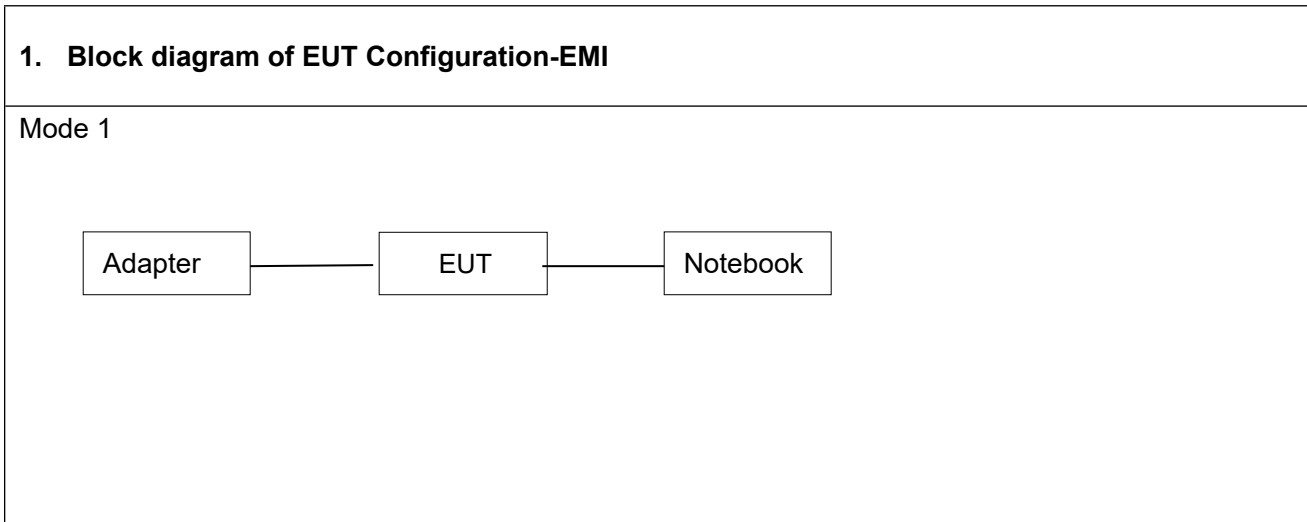 1. Block diagram of EUT Configuration-EMI
Mode 1
Adapter
EUT
Notebook